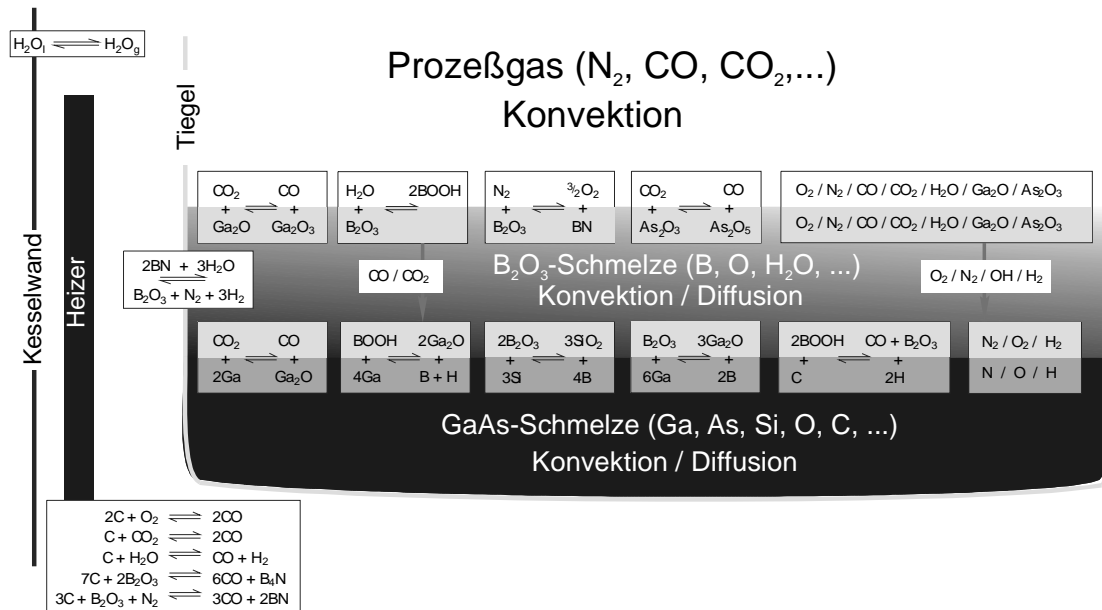 H₂Oₗ ⇌ H₂O_g
Kesselwand
Heizer
Tiegel
Prozeßgas (N₂, CO, CO₂,...)
Konvektion
CO₂ CO
+ ⇌ +
Ga₂O Ga₂O₃
H₂O 2BOOH
+ ⇌
B₂O₃
N₂ ³/₂O₂
+ ⇌ +
B₂O₃ BN
CO₂ CO
+ ⇌ +
As₂O₃ As₂O₅
O₂ / N₂ / CO / CO₂ / H₂O / Ga₂O / As₂O₃
O₂ / N₂ / CO / CO₂ / H₂O / Ga₂O / As₂O₃
2BN + 3H₂O
⇌
B₂O₃ + N₂ + 3H₂
CO / CO₂
B₂O₃-Schmelze (B, O, H₂O, ...)
Konvektion / Diffusion
O₂ / N₂ / OH / H₂
CO₂ CO
+ ⇌ +
2Ga Ga₂O
BOOH 2Ga₂O
+ ⇌ +
4Ga B + H
2B₂O₃ 3SiO₂
+ ⇌ +
3Si 4B
B₂O₃ 3Ga₂O
+ ⇌ +
6Ga 2B
2BOOH CO + B₂O₃
+ ⇌ +
C 2H
N₂ / O₂ / H₂
N / O / H
GaAs-Schmelze (Ga, As, Si, O, C, ...)
Konvektion / Diffusion
2C + O₂ ⇌ 2CO
C + CO₂ ⇌ 2CO
C + H₂O ⇌ CO + H₂
7C + 2B₂O₃ ⇌ 6CO + B₄N
3C + B₂O₃ + N₂ ⇌ 3CO + 2BN